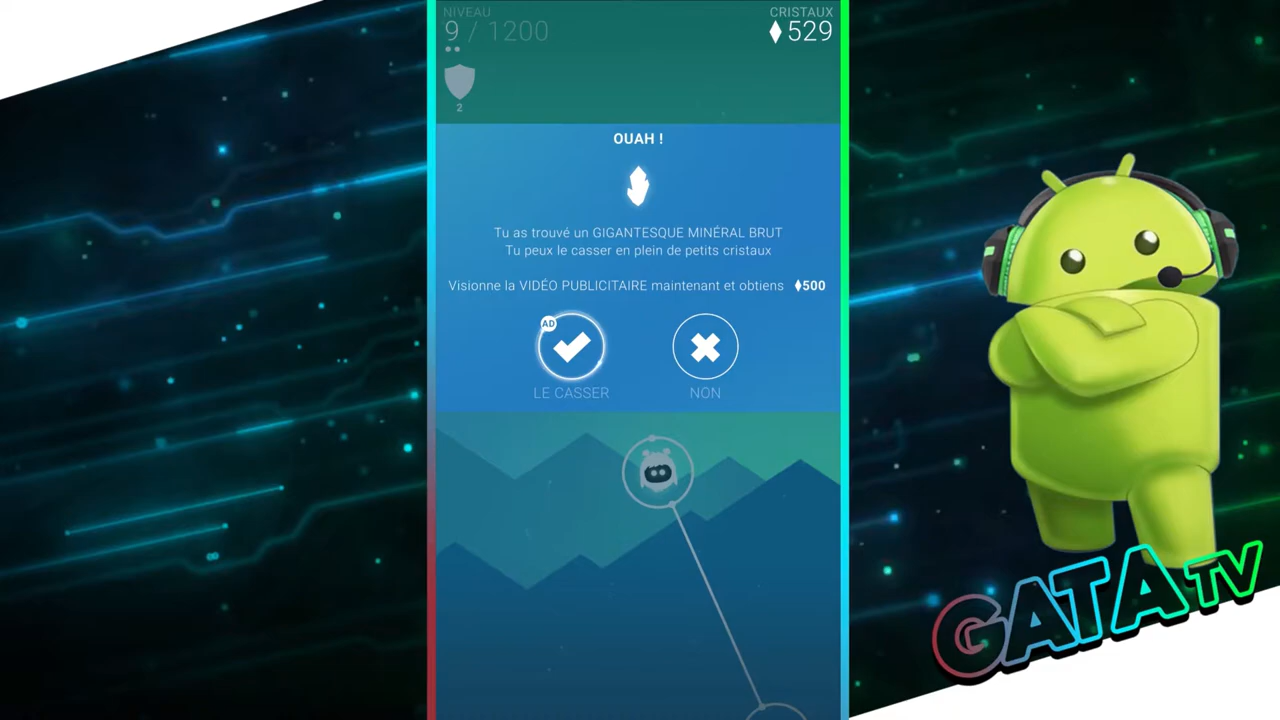 NIVEAU
9 / 1200
CRISTAUX
529
2
OUAH !
Tu as trouvé un GIGANTESQUE MINÉRAL BRUT
Tu peux le casser en plein de petits cristaux
Visionne la VIDÉO PUBLICITAIRE maintenant et obtiens 500
AD
LE CASSER
NON
GATA TV